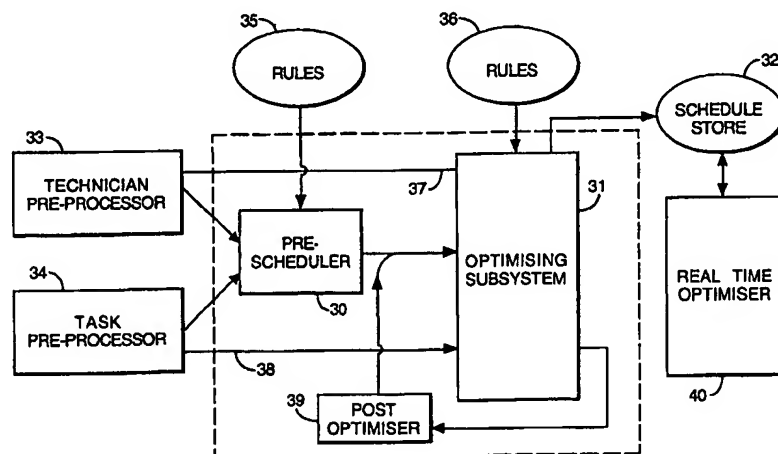 35
RULES
36
RULES
32
SCHEDULE
STORE
33
TECHNICIAN
PRE-PROCESSOR
37
31
PRE-
SCHEDULER
30
OPTIMISING
SUBSYSTEM
REAL TIME
OPTIMISER
34
TASK
PRE-PROCESSOR
38
39
POST
OPTIMISER
40